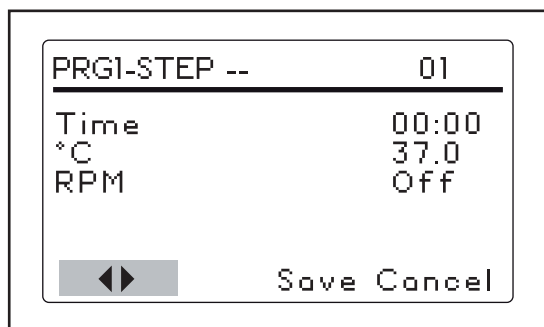 PRG1-STEP -- 01
Time 00:00
°C 37.0
RPM Off
Save Cancel